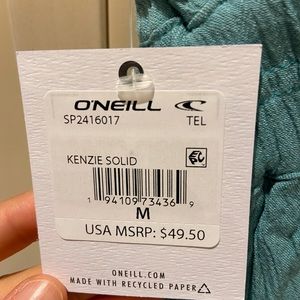 O'NEILL
SP2416017 TEL
KENZIE SOLID
1 94109 73436 9
M
USA MSRP: $49.50
ONEILL.COM
MADE WITH RECYCLED PAPER